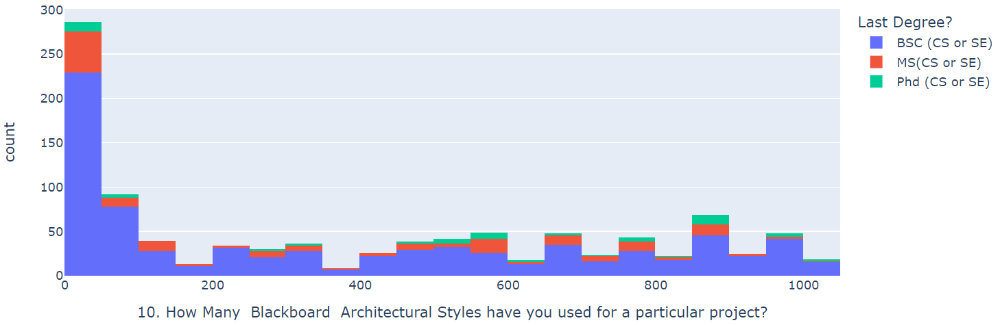 300
250
200
150
100
50
0
count
0 200 400 600 800 1000
10. How Many  Blackboard  Architectural Styles have you used for a particular project?
Last Degree?
BSC (CS or SE)
MS(CS or SE)
Phd (CS or SE)